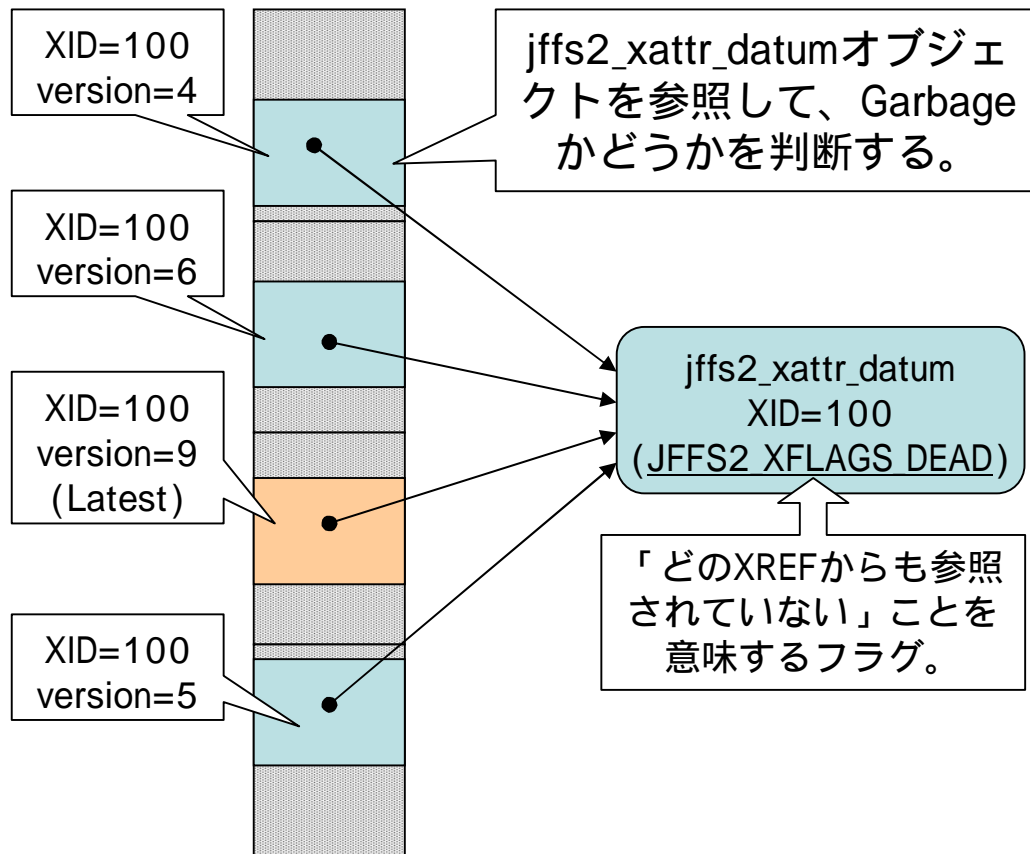 XID=100
version=4
jffs2_xattr_datumオブジェ
クトを参照して、Garbage
かどうかを判断する。
XID=100
version=6
XID=100
version=9
(Latest)
jffs2_xattr_datum
XID=100
(JFFS2_XFLAGS_DEAD)
「どのXREFからも参照
されていない」ことを
意味するフラグ。
XID=100
version=5